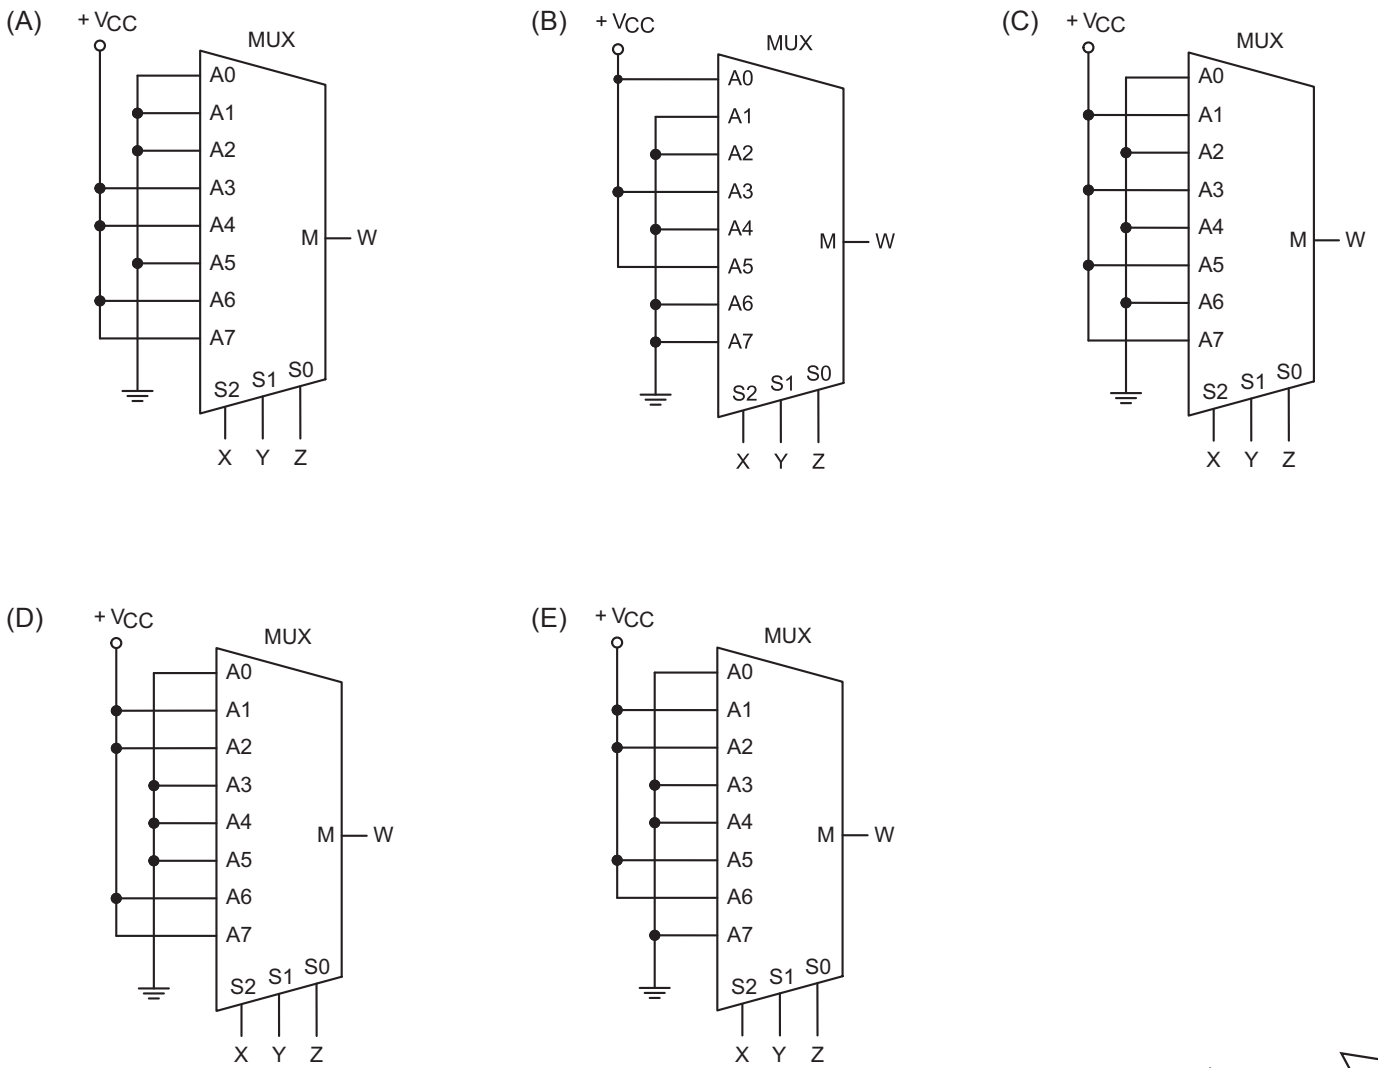 (A) + VCC MUX
A0
A1
A2
A3
A4
M W
A5
A6
A7
S2 S1 S0
X Y Z
(B) + VCC MUX
A0
A1
A2
A3
A4
M W
A5
A6
A7
S2 S1 S0
X Y Z
(C) + VCC MUX
A0
A1
A2
A3
A4
M W
A5
A6
A7
S2 S1 S0
X Y Z
(D) + VCC MUX
A0
A1
A2
A3
A4
M W
A5
A6
A7
S2 S1 S0
X Y Z
(E) + VCC MUX
A0
A1
A2
A3
A4
M W
A5
A6
A7
S2 S1 S0
X Y Z